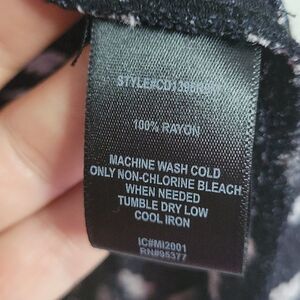 100% RAYON
MACHINE WASH COLD
ONLY NON-CHLORINE BLEACH
WHEN NEEDED
TUMBLE DRY LOW
COOL IRON
IC#MI2001
RN#95377